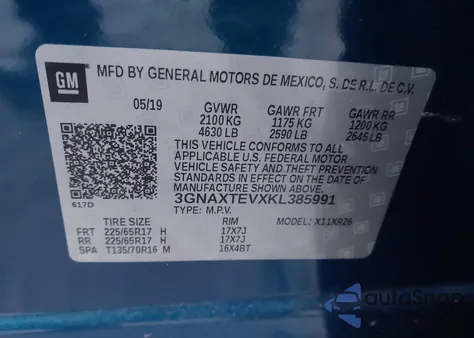 GM
MFD BY GENERAL MOTORS DE MEXICO, S. DE R.L. DE C.V.
05/19 GVWR GAWR FRT GAWR RR
2100 KG 1175 KG 1200 KG
4630 LB 2590 LB 2645 LB
THIS VEHICLE CONFORMS TO ALL
APPLICABLE U.S. FEDERAL MOTOR
VEHICLE SAFETY AND THEFT PREVENTION
STANDARDS IN EFFECT ON THE DATE OF
MANUFACTURE SHOWN ABOVE.
3GNAXTEVXKL385991
617D
TYPE: M.P.V. MODEL: X11XR26
TIRE SIZE RIM
FRT 225/65R17 H 17X7J
RR 225/65R17 H 17X7J
SP T135/70R16 M 16X4BT
autoSnap